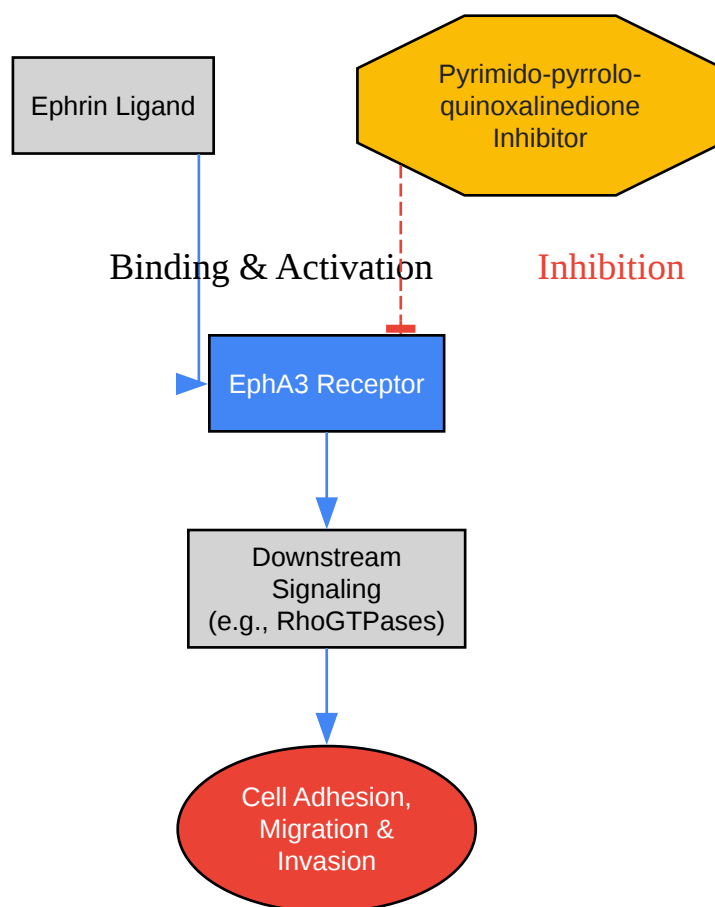 Ephrin Ligand
Pyrimido-pyrrolo-
quinoxalinedione
Inhibitor
Binding & Activation
Inhibition
EphA3 Receptor
Downstream
Signaling
(e.g., RhoGTPases)
Cell Adhesion,
Migration &
Invasion